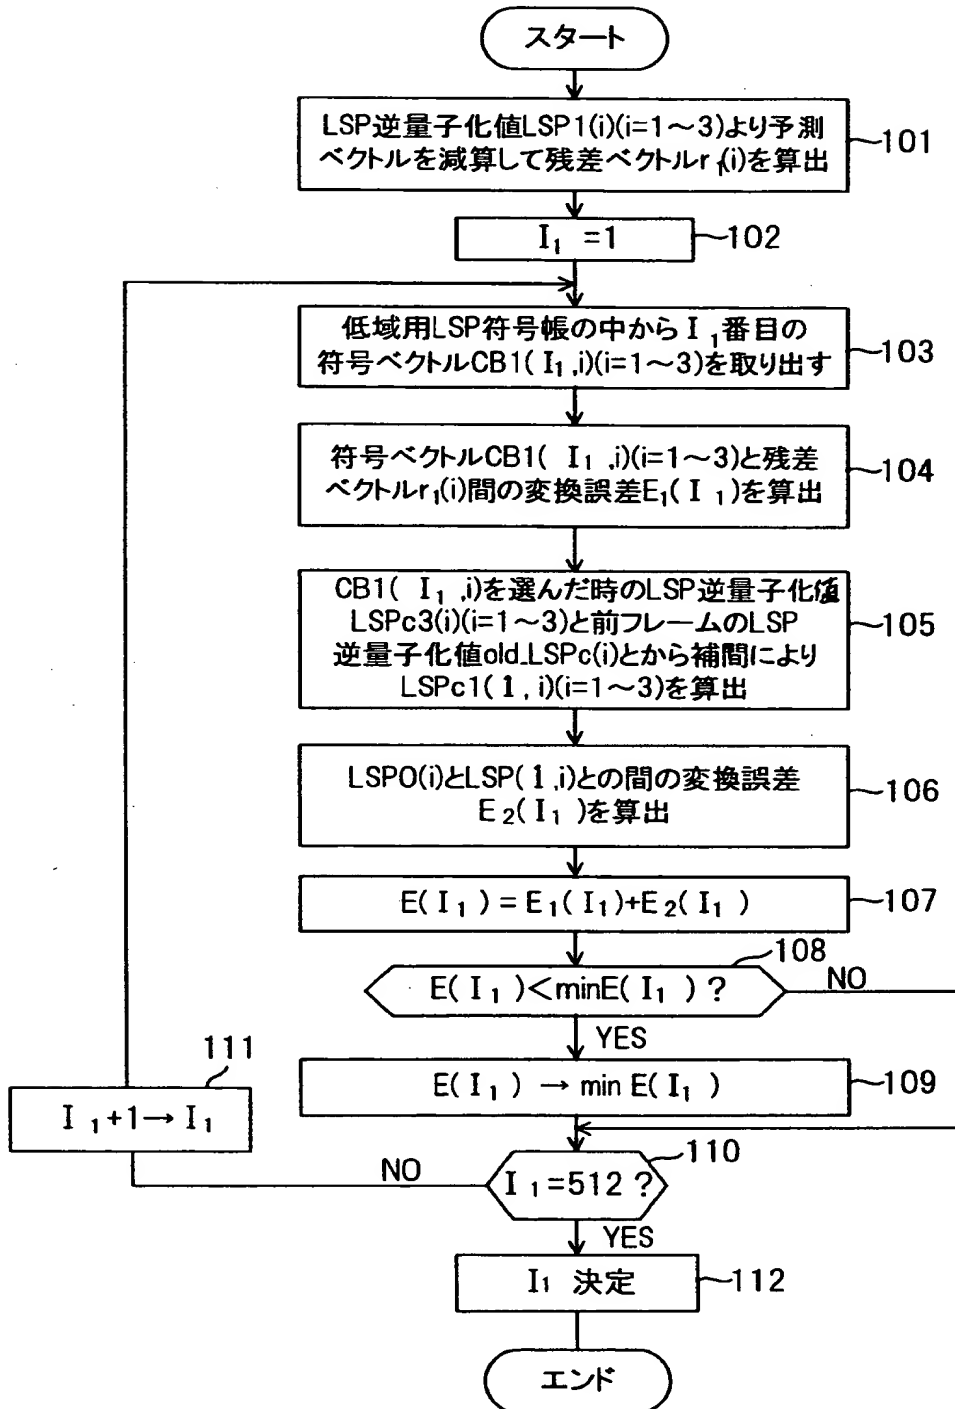 スタート
LSP逆量子化値LSP1(i)(i=1～3)より予測
ベクトルを減算して残差ベクトルr₁(i)を算出
101
I₁ =1
102
低域用LSP符号帳の中からI₁番目の
符号ベクトルCB1(I₁,i)(i=1～3)を取り出す
103
符号ベクトルCB1( I₁,i)(i=1～3)と残差
ベクトルr₁(i)間の変換誤差E₁(I₁)を算出
104
CB1( I₁,i)を選んだ時のLSP逆量子化値
LSPc3(i)(i=1～3)と前フレームのLSP
逆量子化値old.LSPc(i)とから補間により
LSPc1(1,i)(i=1～3)を算出
105
LSP0(i)とLSP(1,i)との間の変換誤差
E₂(I₁)を算出
106
E(I₁)=E₁(I₁)+E₂(I₁)
107
108
E(I₁)<minE(I₁)?
NO
YES
E(I₁)→min E(I₁)
109
111
I₁+1→I₁
NO
110
I₁=512?
YES
I₁ 決定
112
エンド